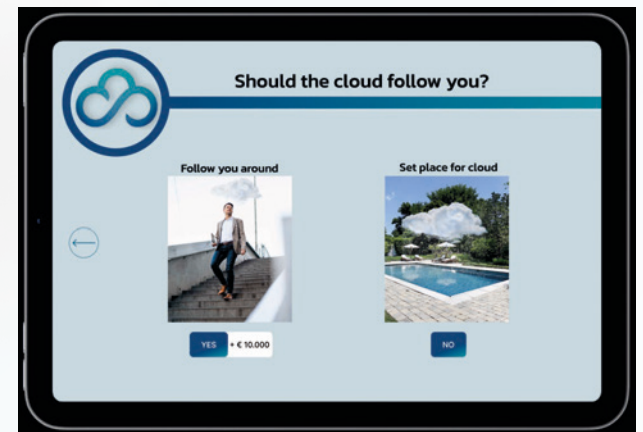 Should the cloud follow you?
Follow you around
Set place for cloud
YES
+ € 10.000
NO